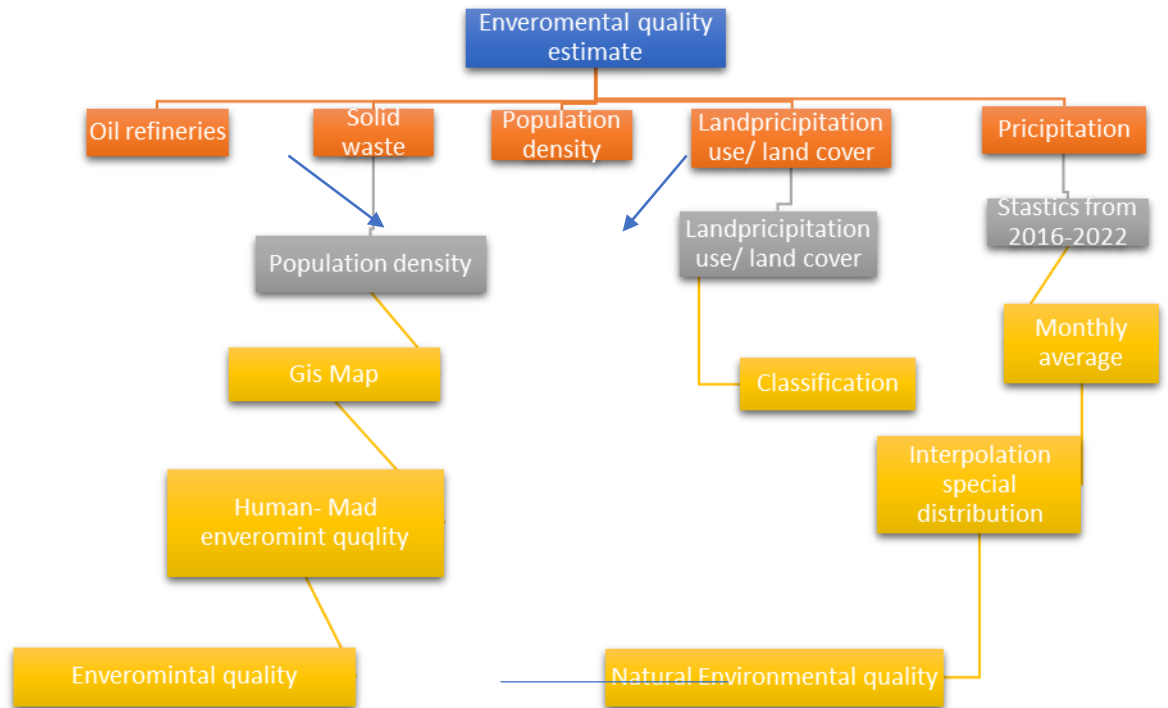 Enveromental quality
estimate
Oil refineries
Solid
waste
Population
density
Landpricipitation
use/ land cover
Pricipitation
Population density
Landpricipitation
use/ land cover
Stastics from
2016-2022
Gis Map
Classification
Monthly
average
Human- Mad
enveromint quqlity
Interpolation
special
distribution
Enveromintal quality
Natural Environmental quality